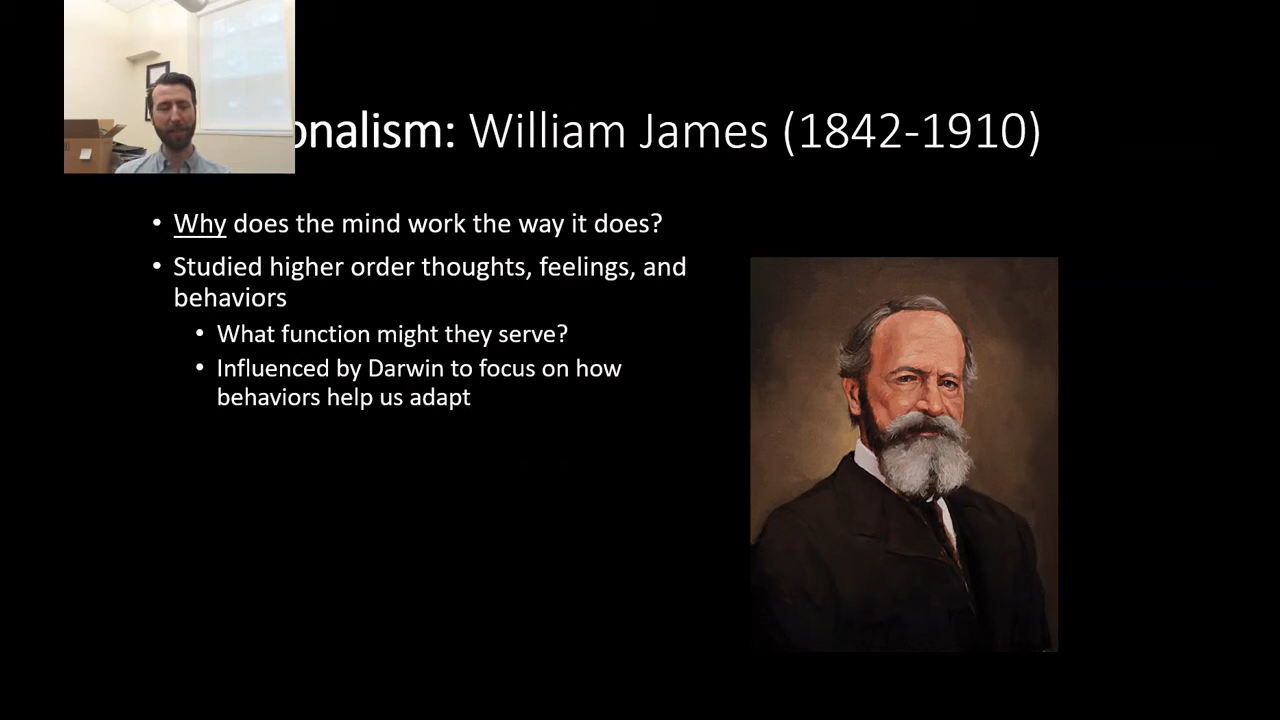 onalism: William James (1842-1910)
• Why does the mind work the way it does?
• Studied higher order thoughts, feelings, and
behaviors
• What function might they serve?
• Influenced by Darwin to focus on how
behaviors help us adapt